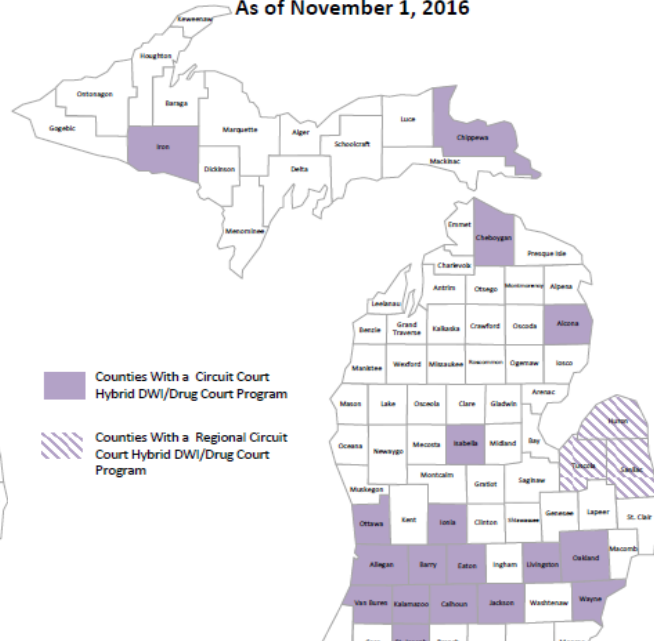 As of November 1, 2016
Keweenaw
Houghton
Ontonagon
Baraga
Gogebic
Iron
Marquette
Alger
Luce
Chippewa
Schoolcraft
Mackinac
Dickinson
Delta
Menominee
Emmet
Cheboygan
Presque Isle
Charlevoix
Antrim
Otsego
Montmorency
Alpena
Leelanau
Benzie
Grand
Traverse
Kalkaska
Crawford
Oscoda
Alcona
Manistee
Wexford
Missaukee
Roscommon
Ogemaw
Iosco
Counties With a Circuit Court
Hybrid DWI/Drug Court Program
Counties With a Regional Circuit
Court Hybrid DWI/Drug Court
Program
Arenac
Mason
Lake
Osceola
Clare
Gladwin
Huron
Oceana
Newaygo
Mecosta
Isabella
Midland
Bay
Tuscola
Sanilac
Montcalm
Gratiot
Saginaw
Muskegon
Ottawa
Kent
Ionia
Clinton
Shiawassee
Genesee
Lapeer
St. Clair
Allegan
Barry
Eaton
Ingham
Livingston
Oakland
Macomb
Van Buren
Kalamazoo
Calhoun
Jackson
Washtenaw
Wayne